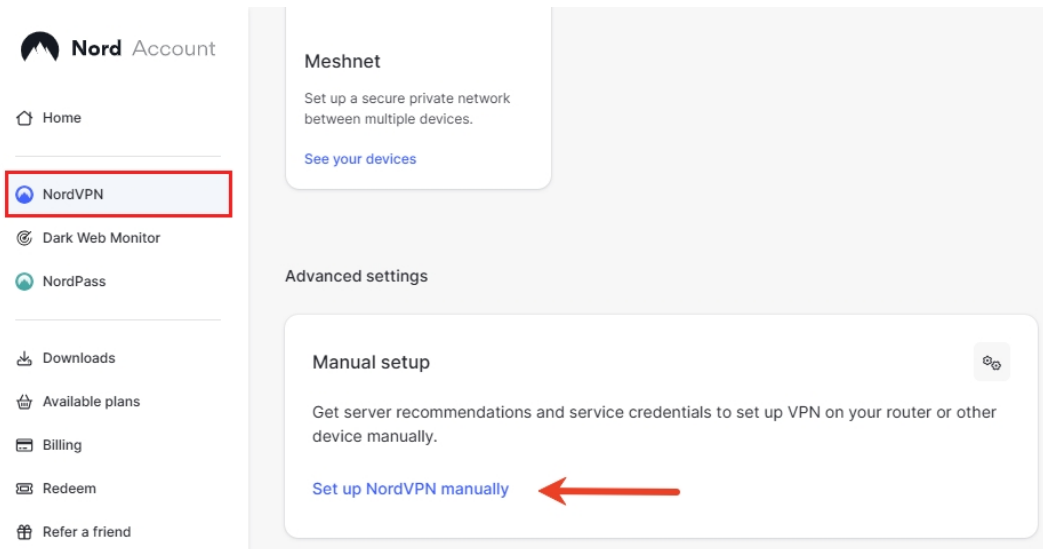 Nord Account
Home
NordVPN
Dark Web Monitor
NordPass
Downloads
Available plans
Billing
Redeem
Refer a friend
Meshnet
Set up a secure private network
between multiple devices.
See your devices
Advanced settings
Manual setup
Get server recommendations and service credentials to set up VPN on your router or other
device manually.
Set up NordVPN manually